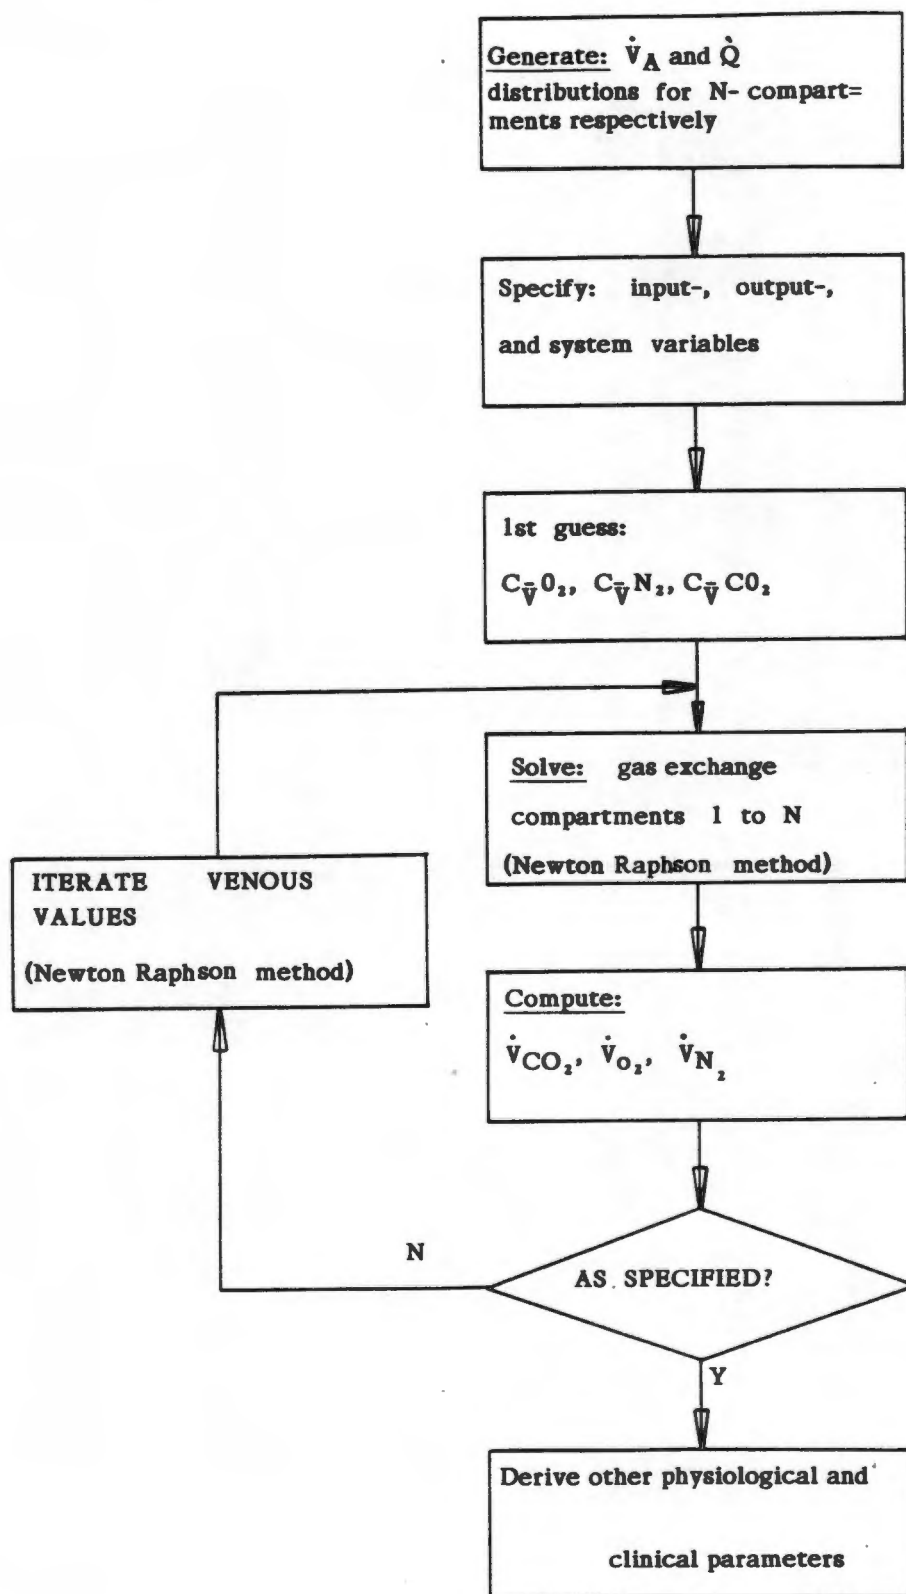 Generate: V̇A and Q̀
distributions for N- compart=
ments respectively
Specify: input-, output-,
and system variables
1st guess:
Cv̄O₂, Cv̄N₂, Cv̄CO₂
Solve: gas exchange
compartments 1 to N
(Newton Raphson method)
ITERATE VENOUS
VALUES
(Newton Raphson method)
Compute:
V̇CO₂, V̇O₂, V̇N₂
N
AS SPECIFIED?
Y
Derive other physiological and
clinical parameters